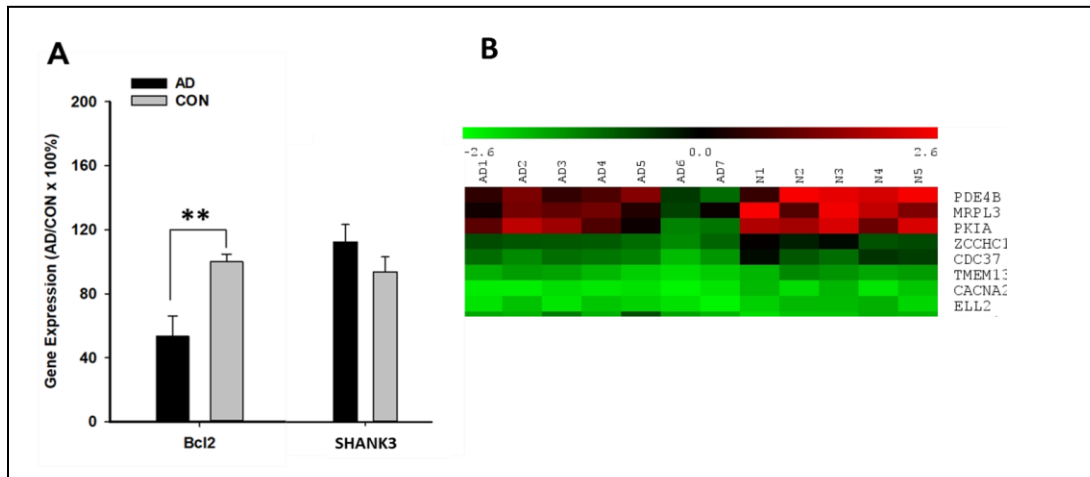 A
AD
CON
200
160
120
80
40
0
Gene Expression (AD/CON x 100%)
**
Bcl2
SHANK3
B
-2.6 0.0 2.6
AD1 AD2 AD3 AD4 AD5 AD6 AD7 N1 N2 N3 N4 N5
PDE4B
MRPL3
PKIA
ZCCHC1
CDC37
TMEM13
CACNA2
ELL2